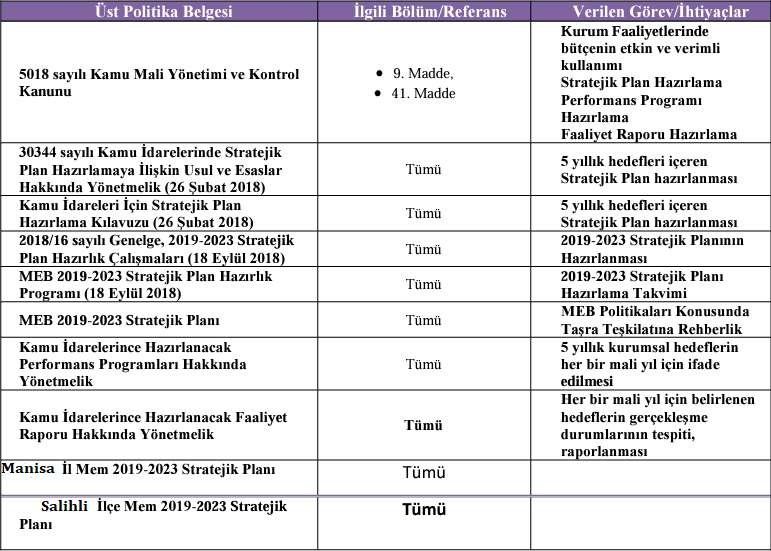 Üst Politika Belgesi İlgili Bölüm/Referans Verilen Görev/İhtiyaçlar
5018 sayılı Kamu Mali Yönetimi ve Kontrol
Kanunu
• 9. Madde,
• 41. Madde
Kurum Faaliyetlerinde
bütçenin etkin ve verimli
kullanımı
Stratejik Plan Hazırlama
Performans Programı
Hazırlama
Faaliyet Raporu Hazırlama
30344 sayılı Kamu İdarelerinde Stratejik
Plan Hazırlamaya İlişkin Usul ve Esaslar
Hakkında Yönetmelik (26 Şubat 2018)
Tümü
5 yıllık hedefleri içeren
Stratejik Plan hazırlanması
Kamu İdareleri İçin Stratejik Plan
Hazırlama Kılavuzu (26 Şubat 2018)
Tümü
5 yıllık hedefleri içeren
Stratejik Plan hazırlanması
2018/16 sayılı Genelge, 2019-2023 Stratejik
Plan Hazırlık Çalışmaları (18 Eylül 2018)
Tümü
2019-2023 Stratejik Planının
Hazırlanması
MEB 2019-2023 Stratejik Plan Hazırlık
Programı (18 Eylül 2018)
Tümü
2019-2023 Stratejik Planı
Hazırlama Takvimi
MEB 2019-2023 Stratejik Planı
Tümü
MEB Politikaları Konusunda
Taşra Teşkilatına Rehberlik
Kamu İdarelerince Hazırlanacak
Performans Programları Hakkında
Yönetmelik
Tümü
5 yıllık kurumsal hedeflerin
her bir mali yıl için ifade
edilmesi
Kamu İdarelerince Hazırlanacak Faaliyet
Raporu Hakkında Yönetmelik
Tümü
Her bir mali yıl için belirlenen
hedeflerin gerçekleşme
durumlarının tespiti,
raporlanması
Manisa İl Mem 2019-2023 Stratejik Planı
Tümü
Salihli İlçe Mem 2019-2023 Stratejik
Planı
Tümü